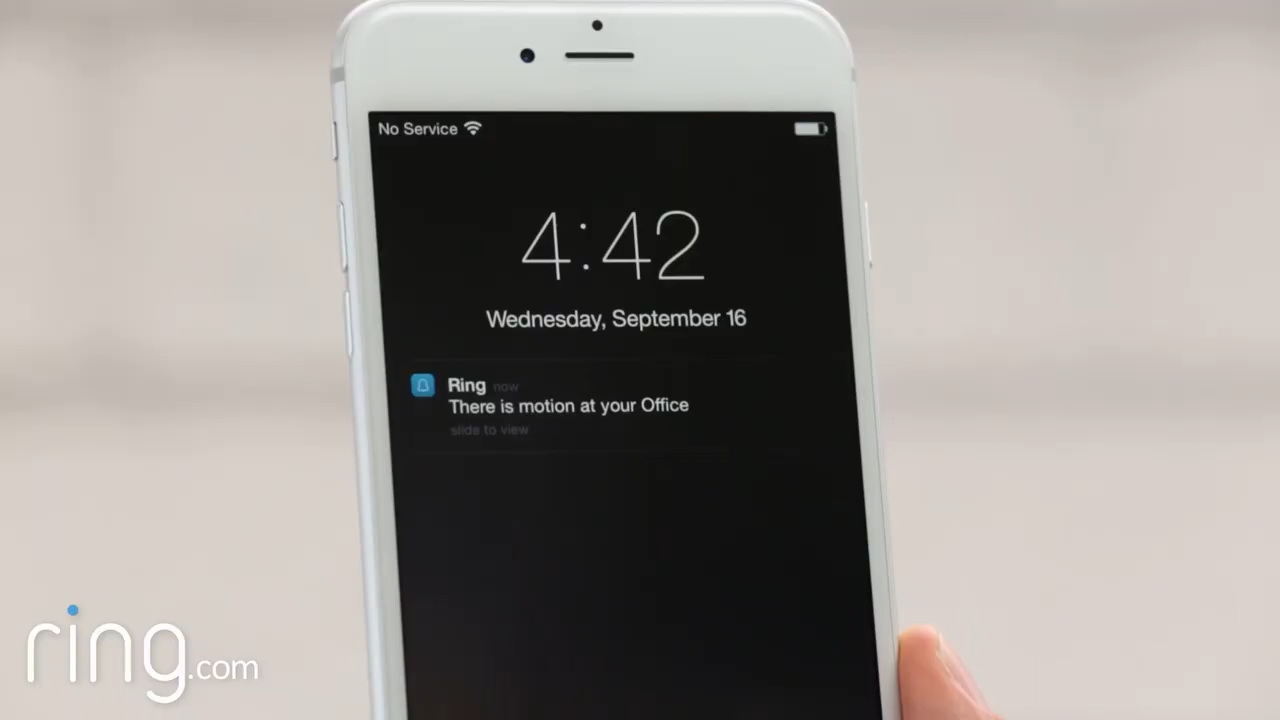 No Service
4:42
Wednesday, September 16
Ring now
There is motion at your Office
slide to view
ring.com